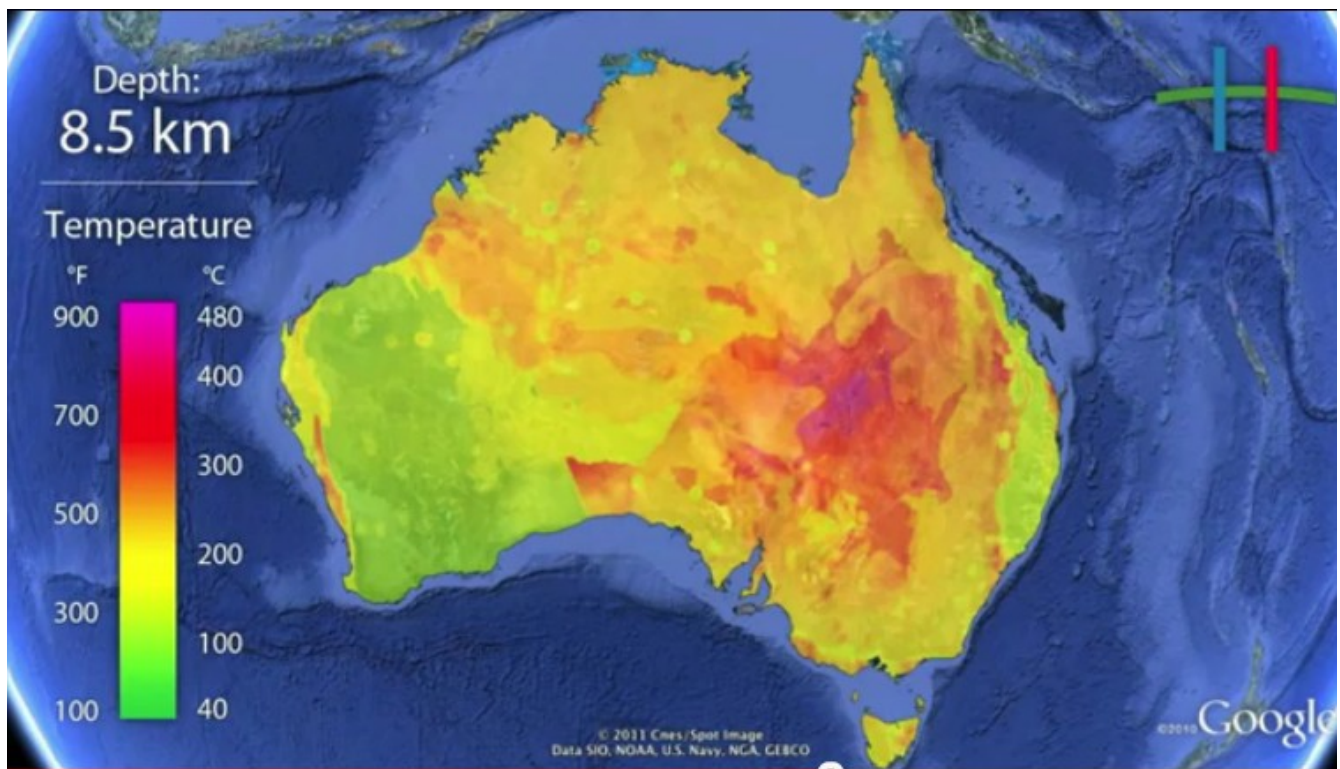 Depth:
8.5 km
Temperature
°F °C
900 480
400
700
300
500
200
300
100
100 40
© 2011 Cnes/Spot Image
Data SIO, NOAA, U.S. Navy, NGA, GEBCO
©2010 Google